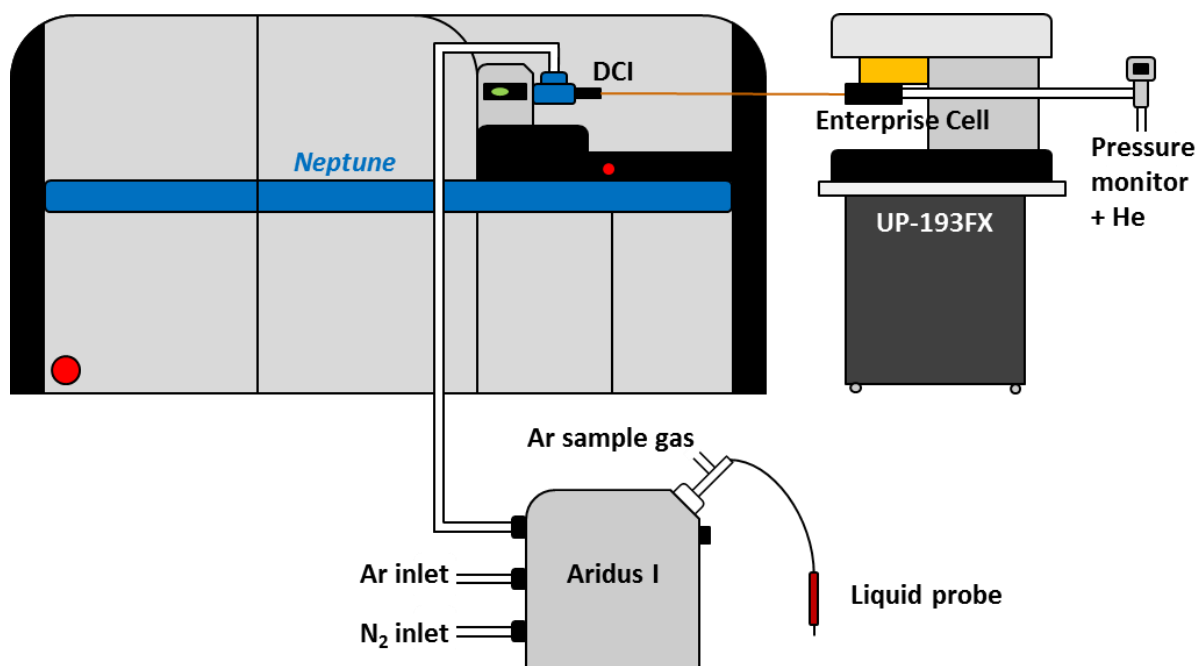 DCI
Neptune
Enterprise Cell
Pressure
monitor
+ He
UP-193FX
Ar sample gas
Ar inlet
Aridus I
Liquid probe
N₂ inlet